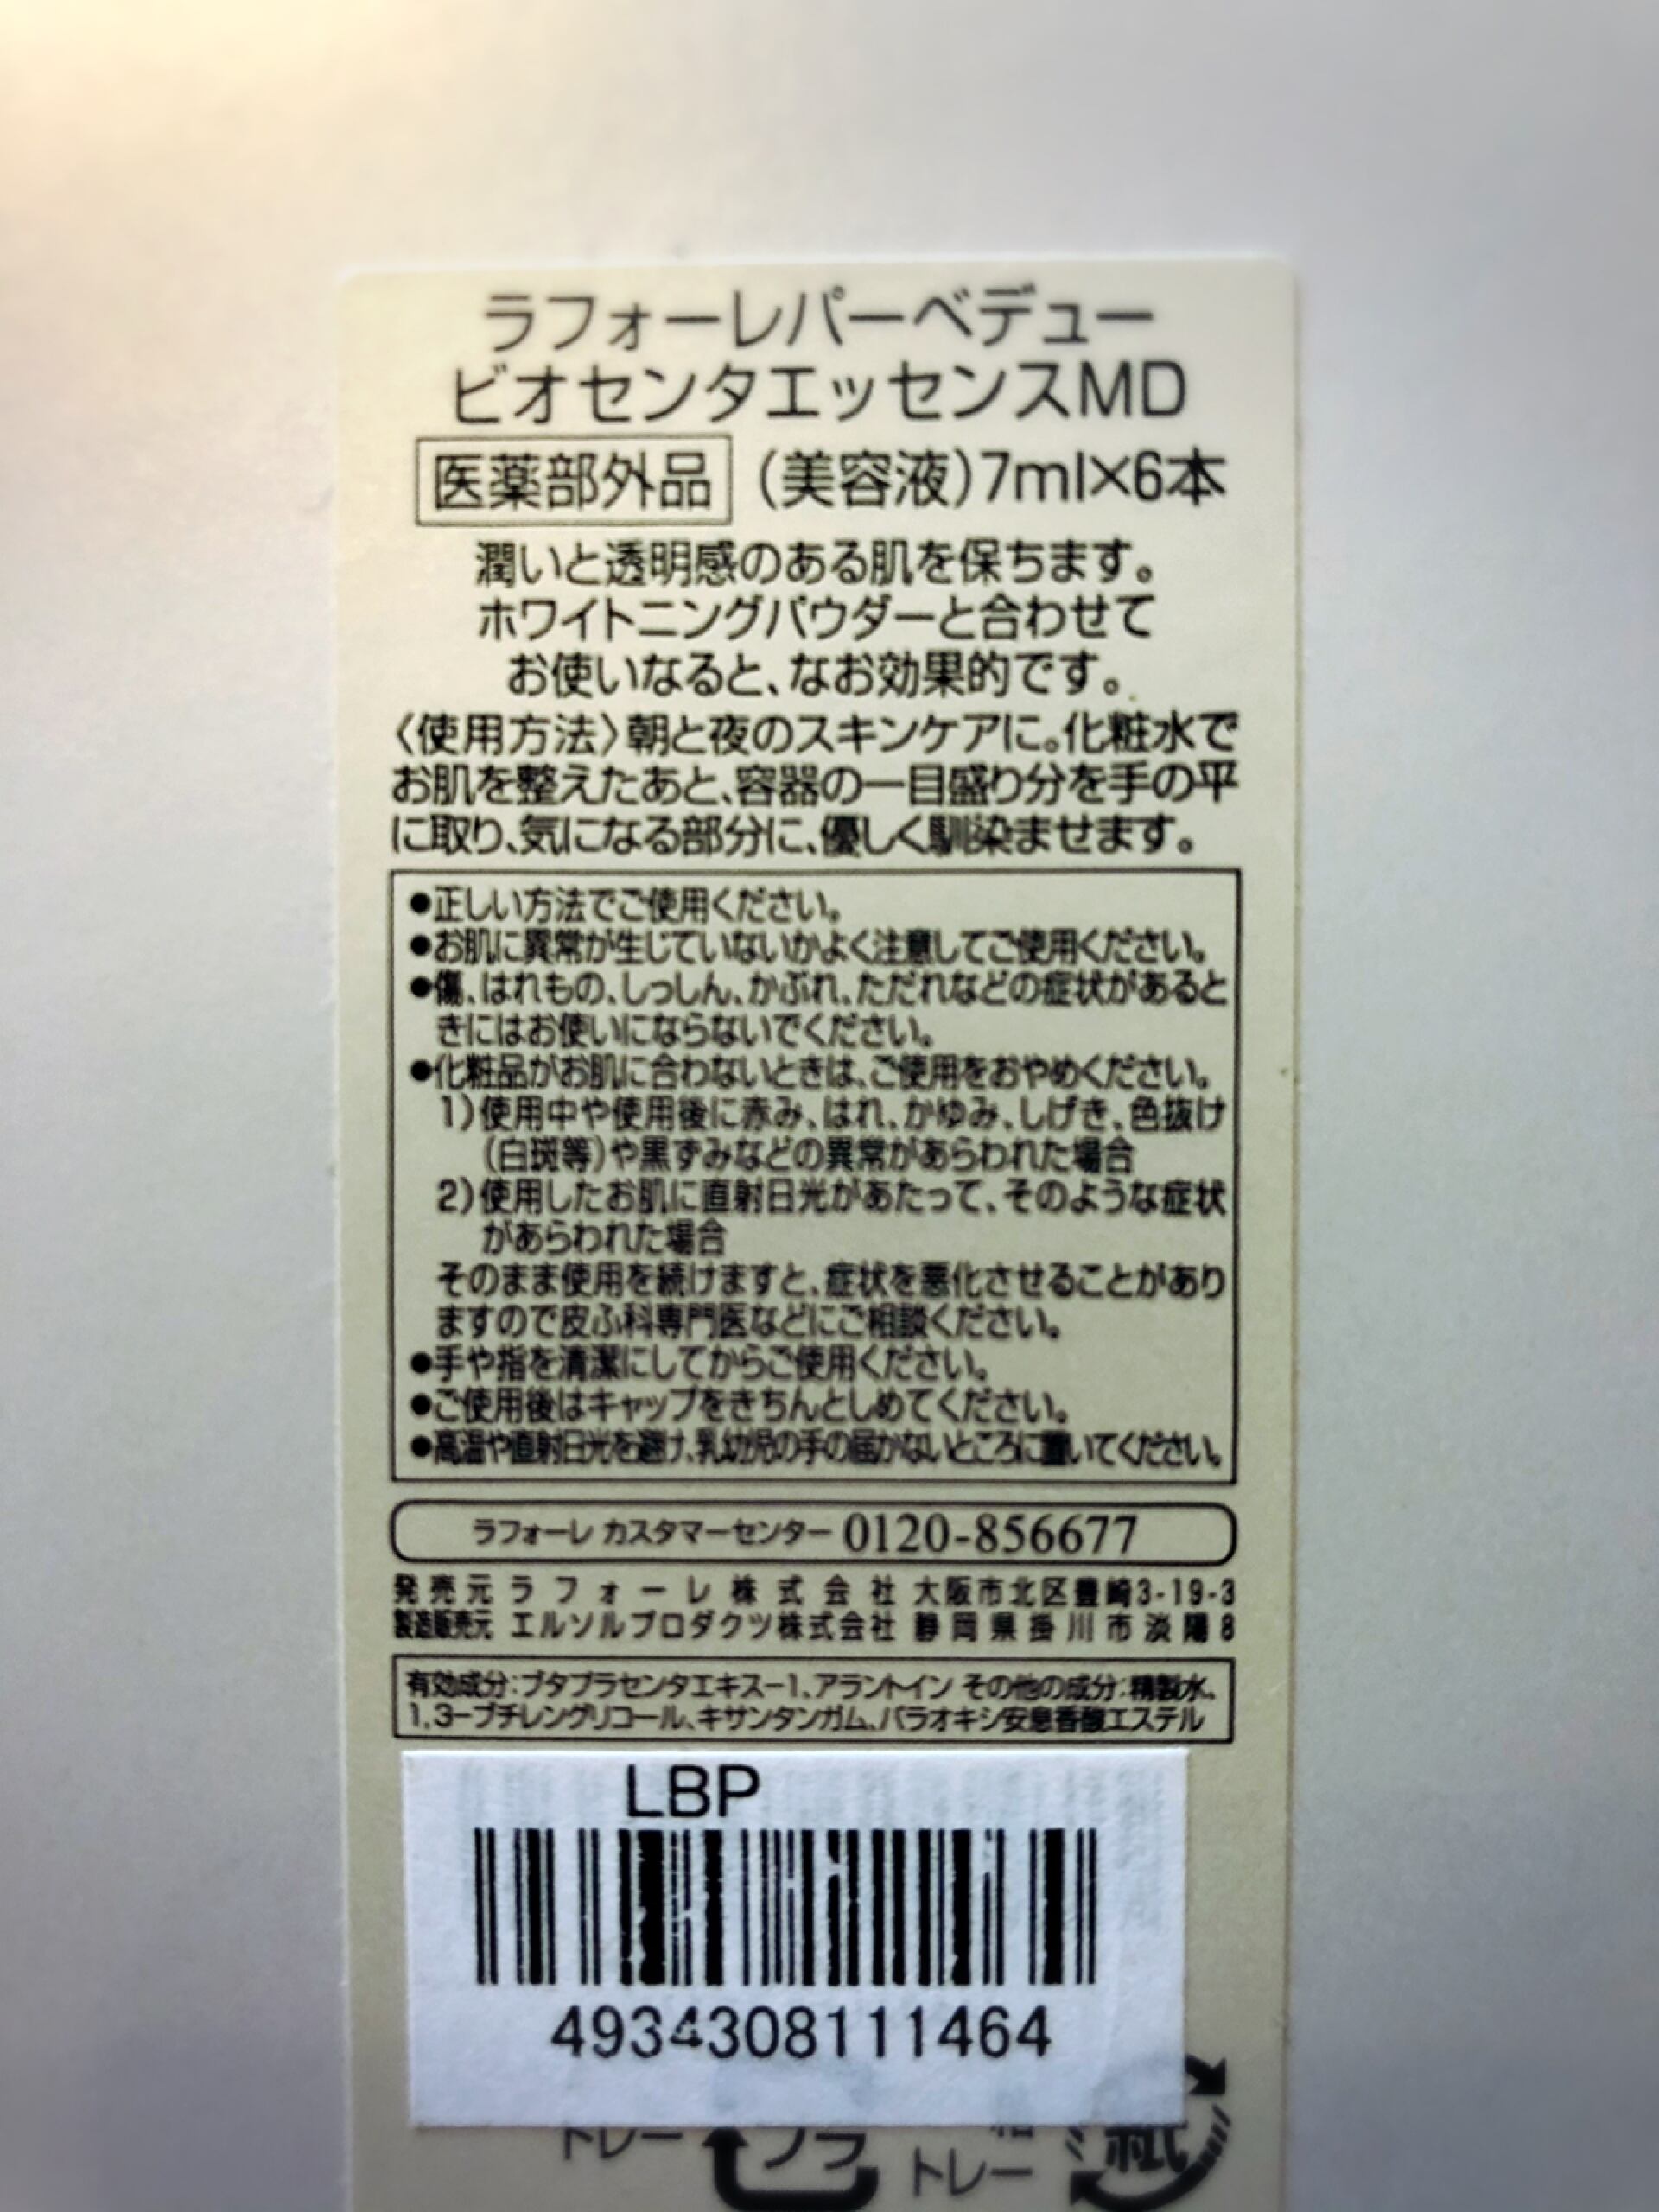 ラフォーレパーベデュー
ビオセンタエッセンスMD
医薬部外品 (美容液)7ml×6本
潤いと透明感のある肌を保ちます。
ホワイトニングパウダーと合わせて
お使いなると、なお効果的です。
〈使用方法〉朝と夜のスキンケアに。化粧水で
お肌を整えたあと、容器の一目盛り分を手の平
に取り、気になる部分に、優しく馴染ませます。
●正しい方法でご使用ください。
●お肌に異常が生じていないかよく注意してご使用ください。
●傷、はれもの、しっしん、かぶれ、ただれなどの症状があると
きにはお使いにならないでください。
●化粧品がお肌に合わないときは、ご使用をおやめください。
1)使用中や使用後に赤み、はれ、かゆみ、しげき、色抜け
(白斑等)や黒ずみなどの異常があらわれた場合
2)使用したお肌に直射日光があたって、そのような症状
があらわれた場合
そのまま使用を続けますと、症状を悪化させることがあり
ますので皮ふ科専門医などにご相談ください。
●手や指を清潔にしてからご使用ください。
●ご使用後はキャップをきちんとしめてください。
●高温や直射日光を避け、乳幼児の手の届かないところに置いてください。
ラフォーレ カスタマーセンター 0120-856677
発売元 ラフォーレ株式会社 大阪市北区豊崎3-19-3
製造販売元 エルソルプロダクツ株式会社 静岡県掛川市淡陽8
有効成分:ブタプラセンタエキス-1、アラントイン その他の成分:精製水、
1,3-ブチレングリコール、キサンタンガム、パラオキシ安息香酸エステル
LBP
4934308111464
トレー プラ トレー 紙